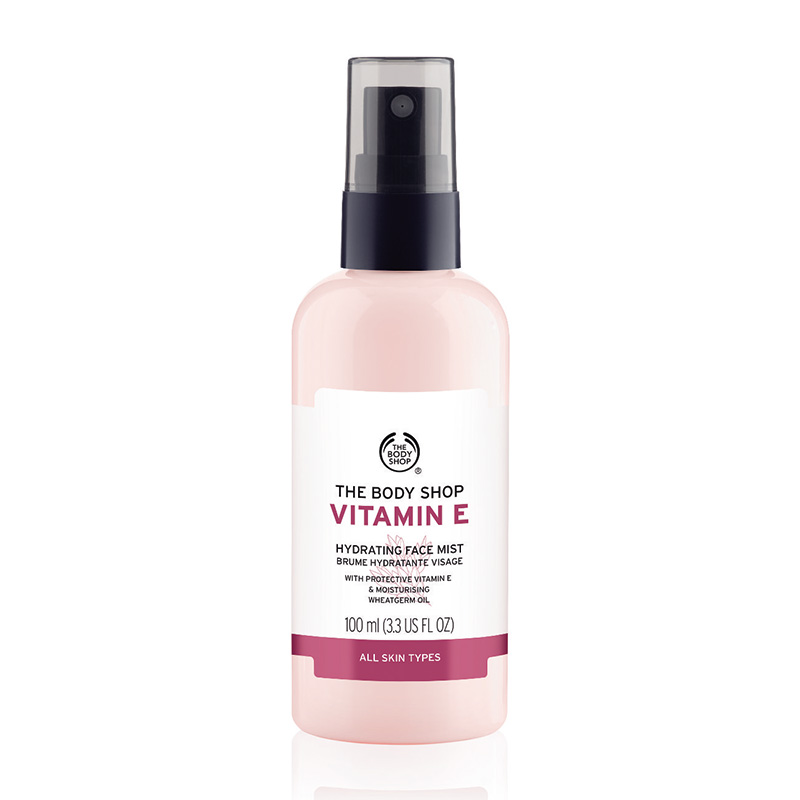 THE
BODY
SHOP
®
THE BODY SHOP
VITAMIN E
HYDRATING FACE MIST
BRUME HYDRATANTE VISAGE
WITH PROTECTIVE VITAMIN E
& MOISTURISING
WHEATGERM OIL
100 ml (3.3 US FL OZ)
ALL SKIN TYPES